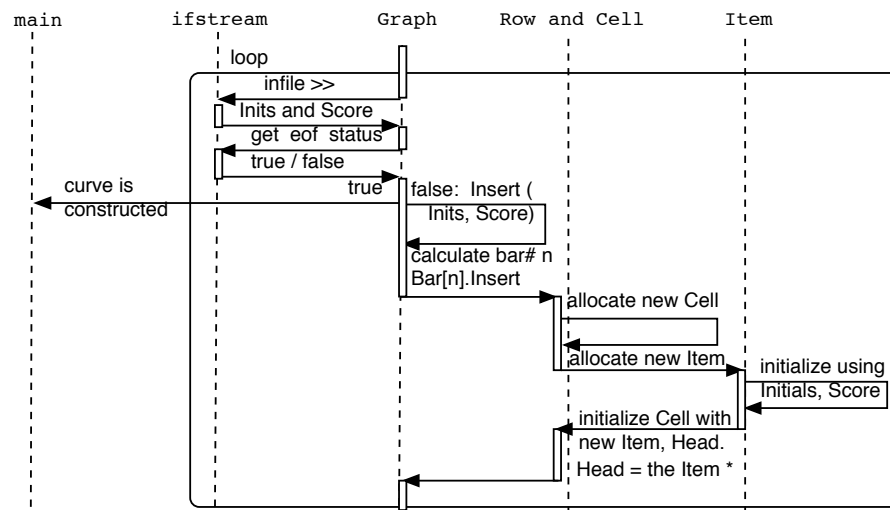 main ifstream Graph Row and Cell Item
loop
infile >>
Inits and Score
get eof status
true / false
true
curve is
constructed
false: Insert (
Inits, Score)
calculate bar# n
Bar[n].Insert
allocate new Cell
allocate new Item
initialize using
Initials, Score
initialize Cell with
new Item, Head.
Head = the Item *